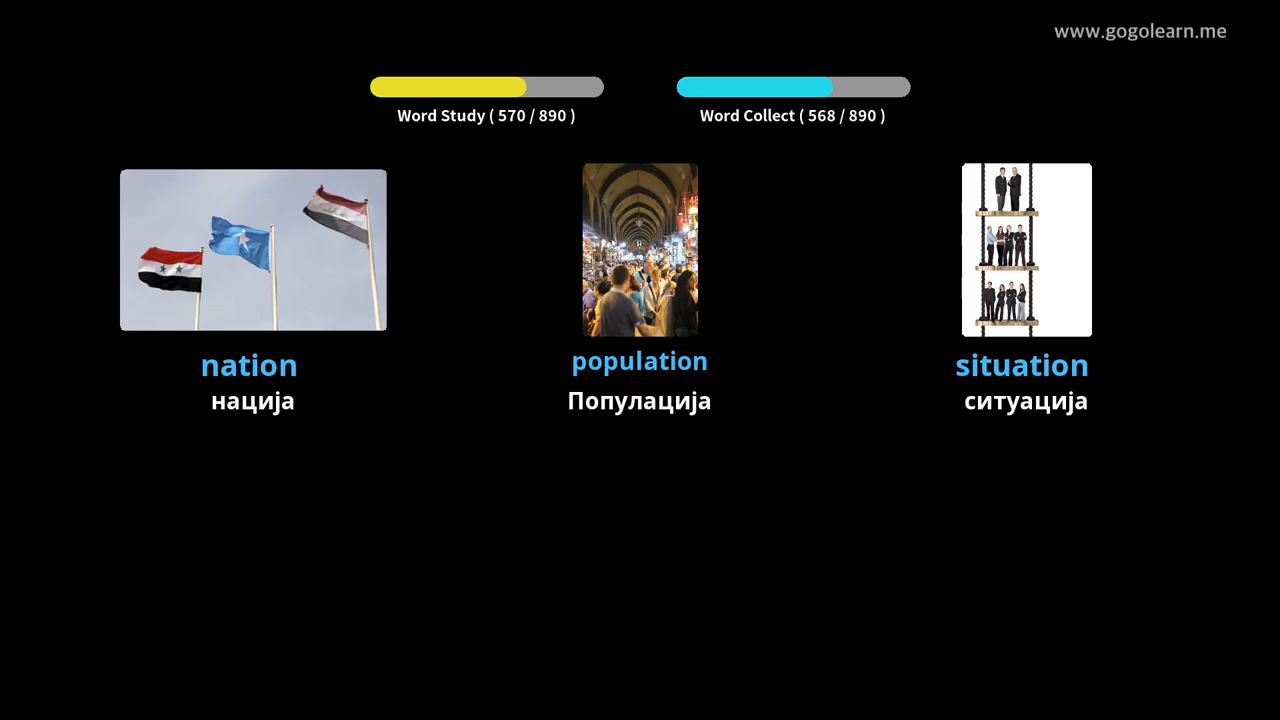 www.gogolearn.me
Word Study ( 570 / 890 )
Word Collect ( 568 / 890 )
nation
population
situation
нација
Популација
ситуација